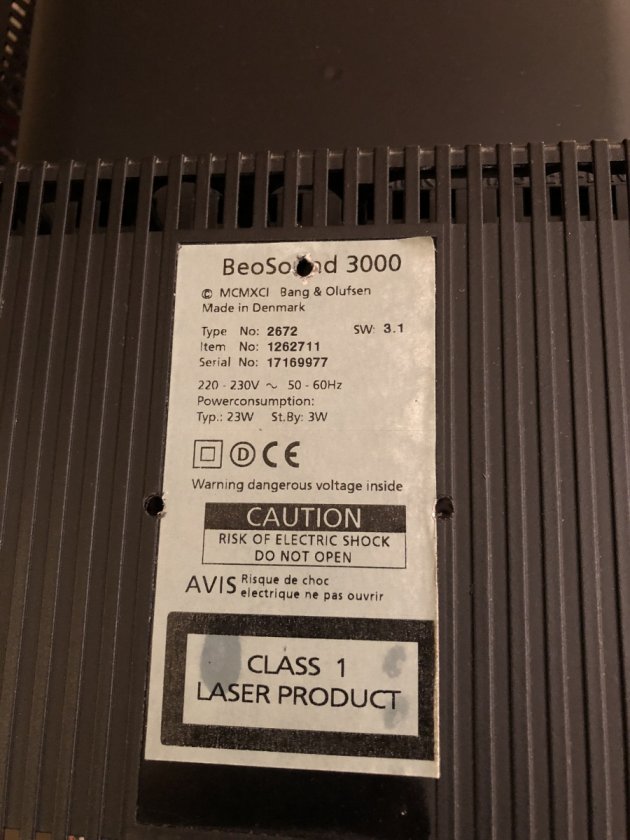 BeoSound 3000
© MCMXCI Bang & Olufsen
Made in Denmark
Type No: 2672 SW: 3.1
Item No: 1262711
Serial No: 17169977
220 - 230V ~ 50 - 60Hz
Powerconsumption:
Typ.: 23W St.By: 3W
D CE
Warning dangerous voltage inside
CAUTION
RISK OF ELECTRIC SHOCK
DO NOT OPEN
AVIS Risque de choc
electrique ne pas ouvrir
CLASS 1
LASER PRODUCT